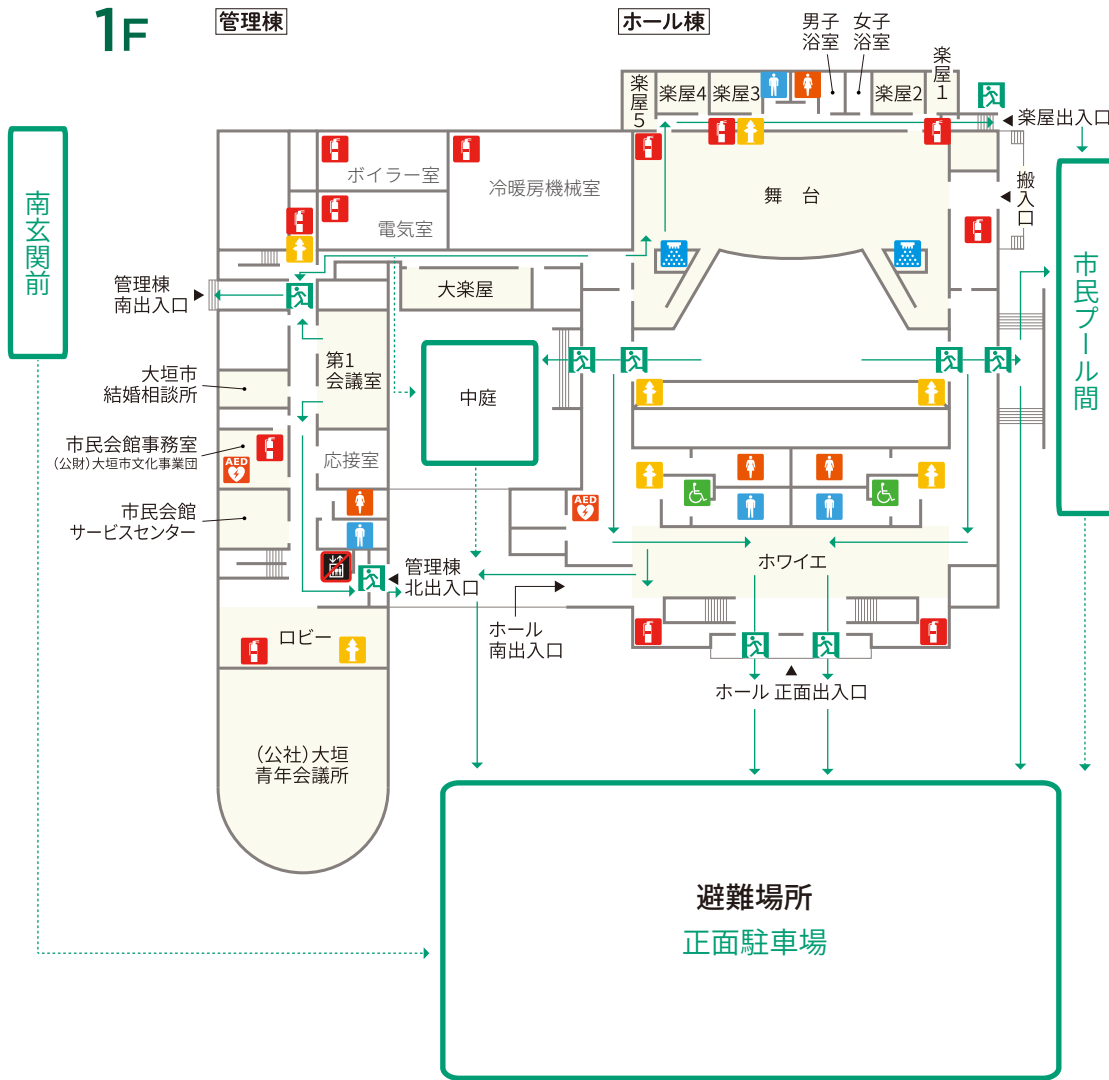 1F
管理棟
ホール棟
男子
浴室
女子
浴室
楽屋1
楽屋5
楽屋4
楽屋3
楽屋2
楽屋出入口
南玄関前
ボイラー室
冷暖房機械室
電気室
舞台
搬入口
市民プール間
管理棟
南出入口
大楽屋
第1
会議室
中庭
大垣市
結婚相談所
市民会館事務室
(公財)大垣市文化事業団
AED
応接室
市民会館
サービスセンター
AED
管理棟
北出入口
ホワイエ
ホール
南出入口
ロビー
ホール 正面出入口
(公社)大垣
青年会議所
避難場所
正面駐車場